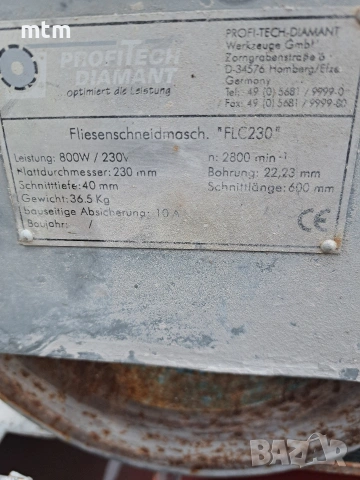 mtm
PROFITECH
DIAMANT
optimiert die Leistung
PROFI-TECH-DIAMANT
Werkzeuge GmbH
Zorngrabenstraße
D-34576 Homberg/Efze
Germany
Tel.: 49 (0) 5681 / 9999-0
Fax: 49 (0) 5681 / 9999-80
Fliesenschneidmasch. "FLC230"
Leistung: 800W / 230V
n: 2800 min⁻¹
Blattdurchmesser: 230 mm
Bohrung: 22,23 mm
Schnittiefe: 40 mm
Schnittlänge: 600 mm
Gewicht: 36.5 Kg
bauseitige Absicherung: 10 A
Baujahr: /
CE
BAZAR
bg